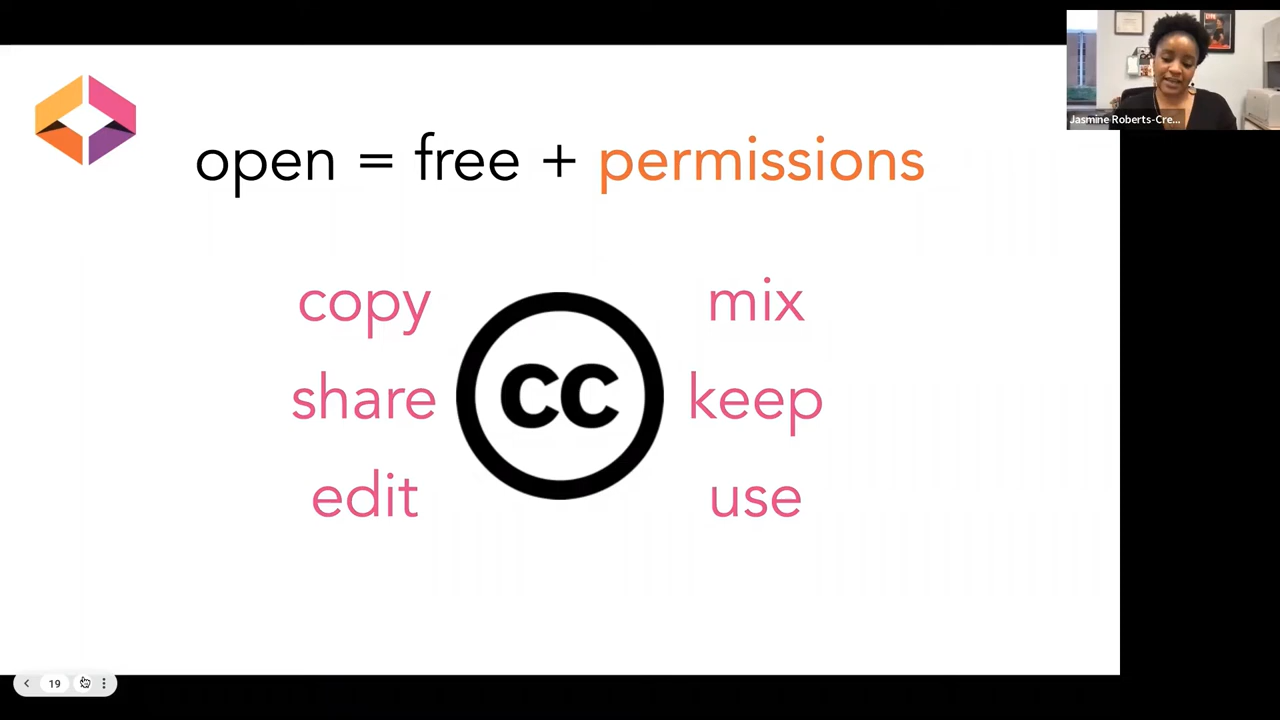 open = free + permissions
copy
share
edit
CC
mix
keep
use
Jasmine Roberts-Cre...
19